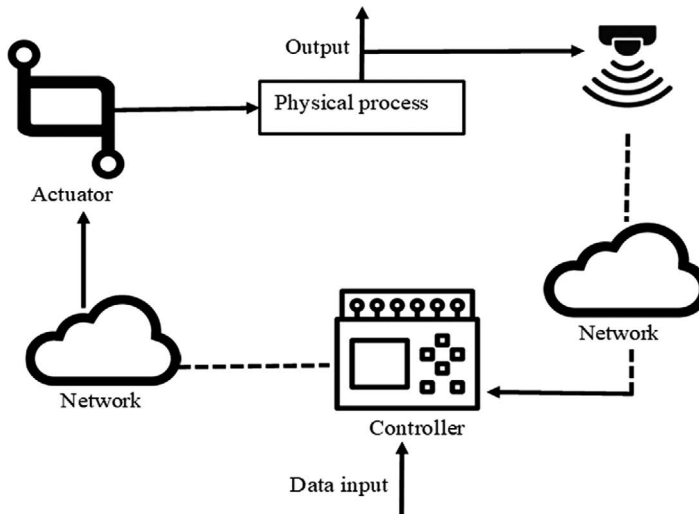 Output
Physical process
Actuator
Network
Network
Controller
Data input